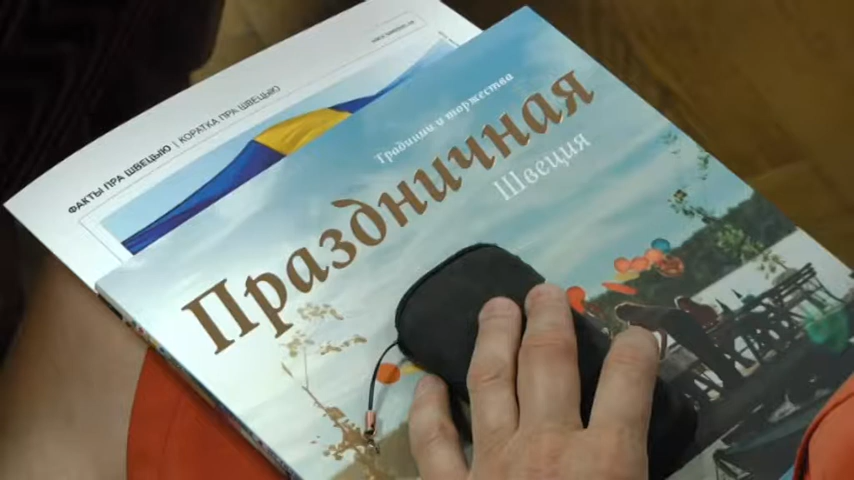 ФАКТЫ ПРА ШВЕЦЫЮ | КОРАТКА ПРА ШВЕЦЫЮ
Традиции и торжества
Праздничная
Швеция